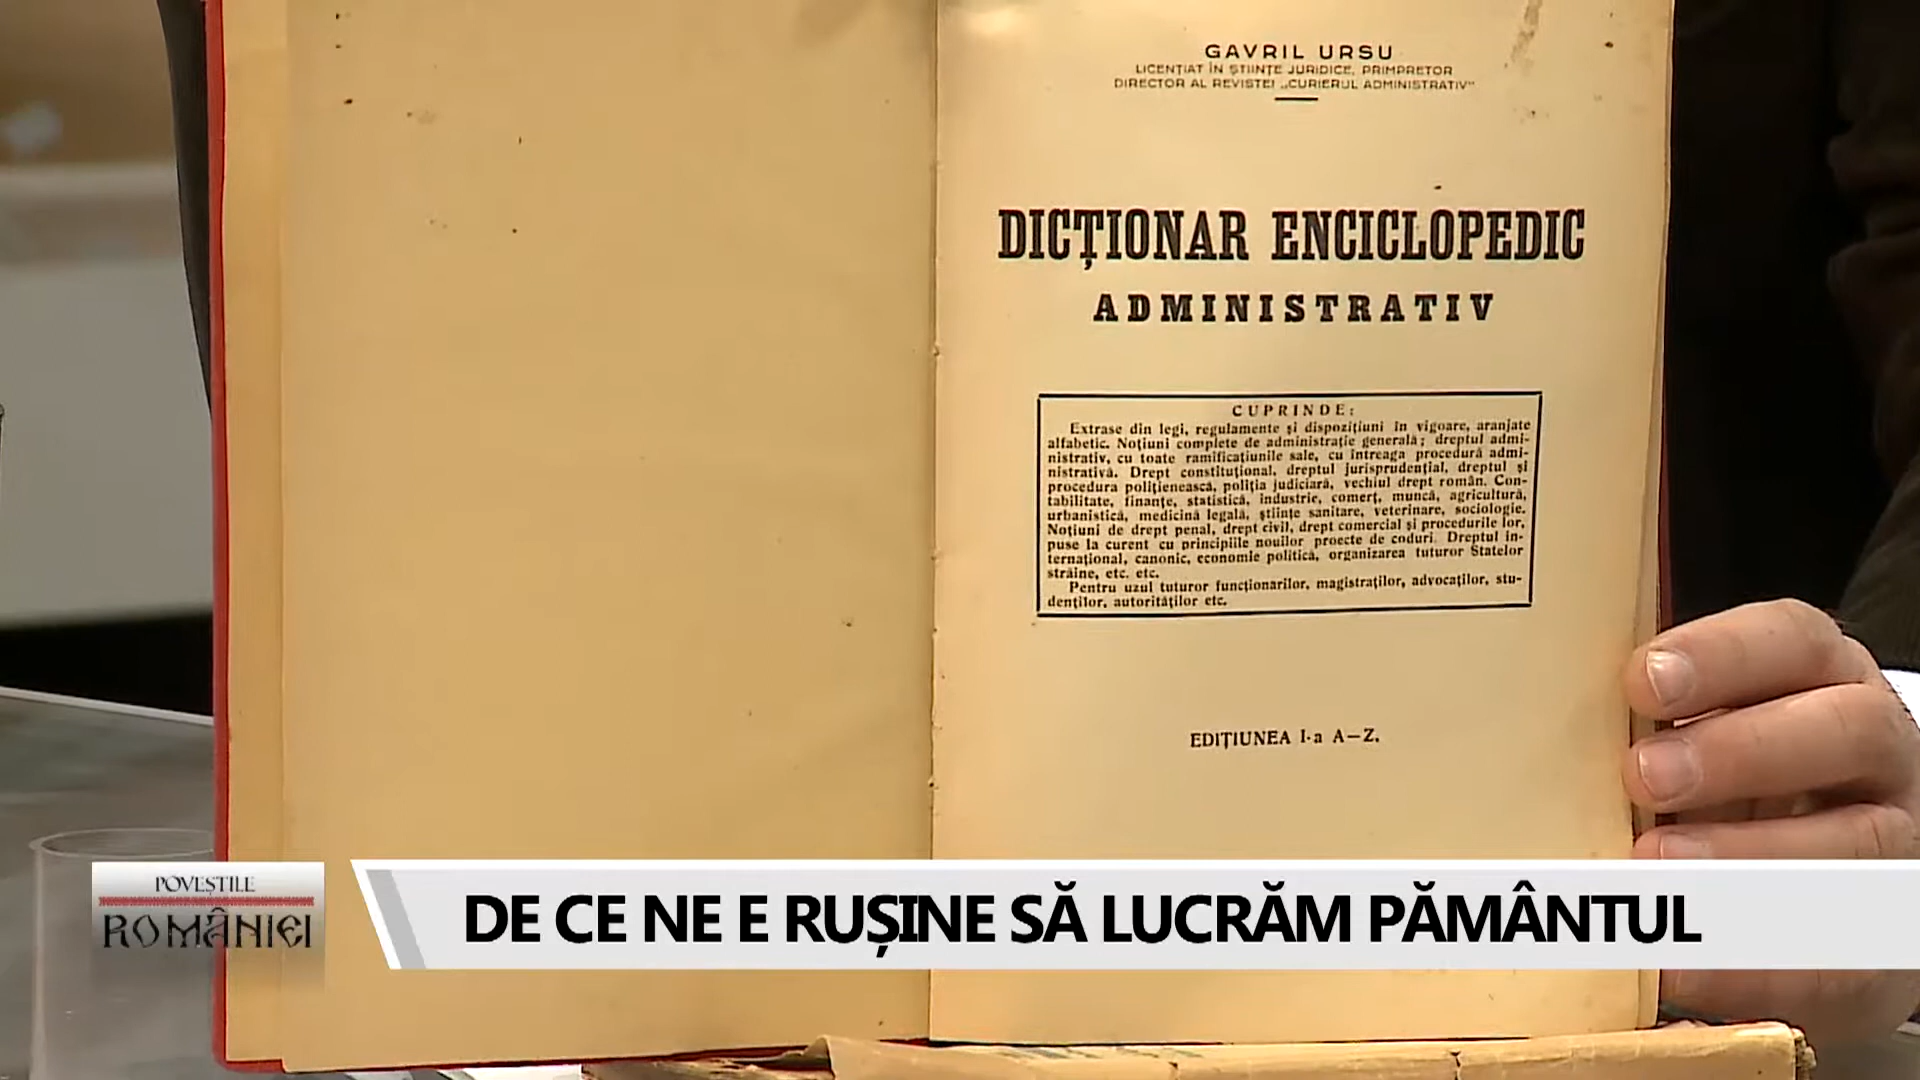 GAVRIL URSU
LICENȚIAT ÎN ȘTIINȚE JURIDICE, PRIMPRETOR
DIRECTOR AL REVISTEI „CURIERUL ADMINISTRATIV"
DICȚIONAR ENCICLOPEDIC
ADMINISTRATIV
CUPRINDE:
Extrase din legi, regulamente și dispozițiuni în vigoare, aranjate
alfabetic. Noțiuni complete de administrație generală; dreptul admi-
nistrativ, cu toate ramificațiunile sale, cu întreaga procedură admi-
nistrativă. Drept constituțional, dreptul jurisprudențial, dreptul și
procedura polițienească, poliția judiciară, vechiul drept român. Con-
tabilitate, finanțe, statistică, industrie, comerț, muncă, agricultură,
urbanistică, medicină legală, științe sanitare, veterinare, sociologie.
Noțiuni de drept penal, drept civil, drept comercial și procedurile lor,
puse la curent cu principiile nouilor proecte de coduri. Dreptul in-
ternațional, canonic, economie politică, organizarea tuturor Statelor
străine, etc. etc.
Pentru uzul tuturor funcționarilor, magistraților, advocaților, stu-
denților, autorităților etc.
EDIȚIUNEA I-a A—Z.
POVEȘTILE
ROMÂNIEI
DE CE NE E RUȘINE SĂ LUCRĂM PĂMÂNTUL